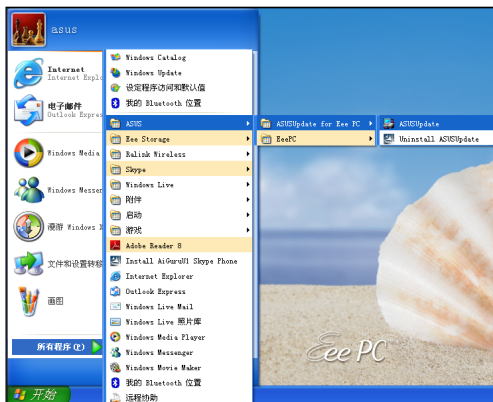 asus
Internet
Internet Explo
电子邮件
Outlook Expres
Windows Media
Windows Messen
漫游 Windows X
文件和设置转移
画图
所有程序(P)
开始
Windows Catalog
Windows Update
设定程序访问和默认值
我的 Bluetooth 位置
ASUS
Eee Storage
Ralink Wireless
Skype
Windows Live
附件
启动
游戏
Adobe Reader 8
Install AiGuruU1 Skype Phone
Internet Explorer
Outlook Express
Windows Live Mail
Windows Live 照片库
Windows Media Player
Windows Messenger
Windows Movie Maker
我的 Bluetooth 位置
远程协助
ASUSUpdate for Eee PC
EeePC
ASUSUpdate
Uninstall ASUSUpdate
Eee PC